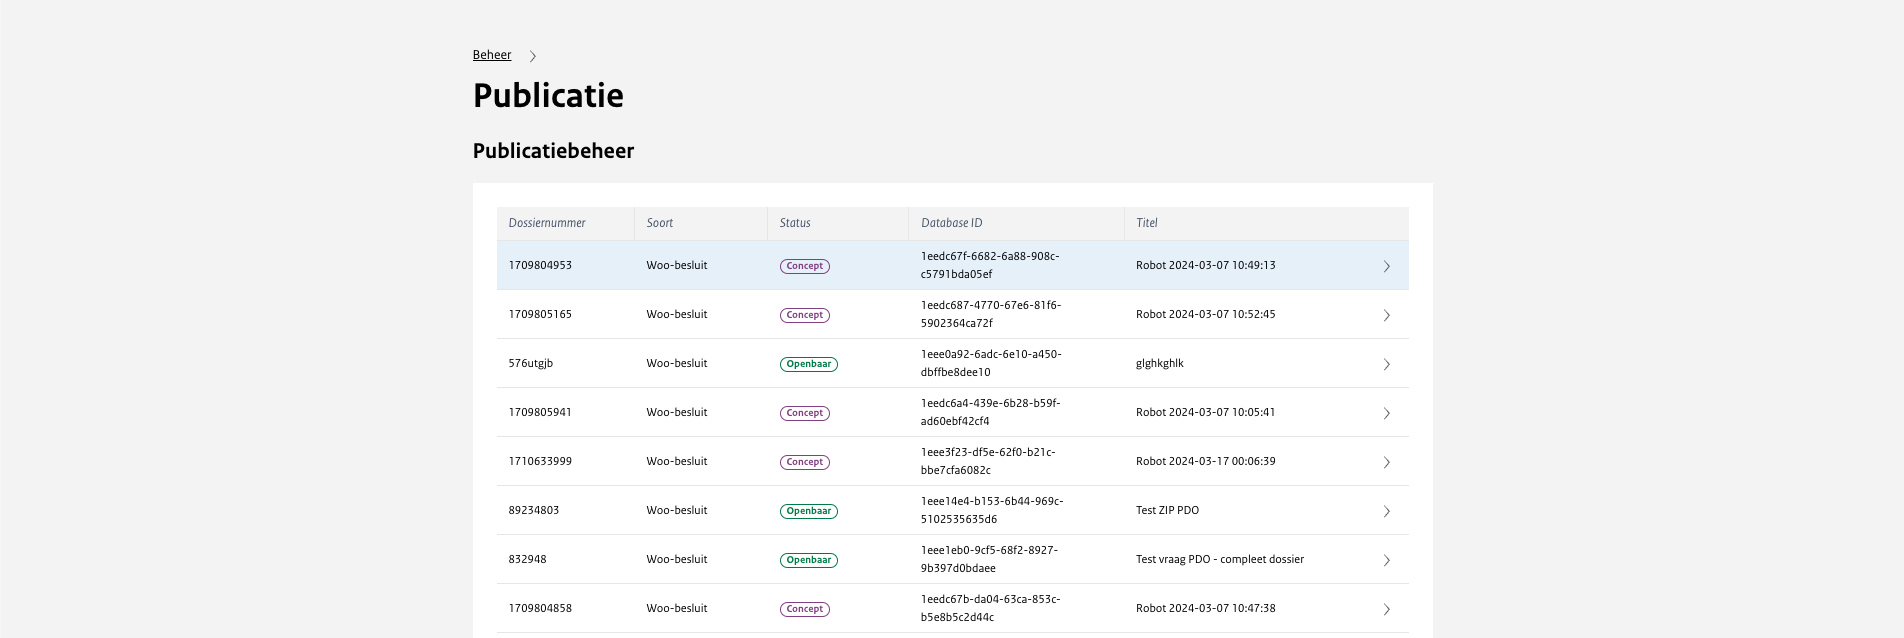 Beheer
Publicatie
Publicatiebeheer
Dossiernummer Soort Status Database ID Titel
1709804953 Woo-besluit Concept 1eedc67f-6682-6a88-908c- Robot 2024-03-07 10:49:13
c5791bda05ef
1709805165 Woo-besluit Concept 1eedc687-4770-67e6-81f6- Robot 2024-03-07 10:52:45
5902364ca72f
576utgjb Woo-besluit Openbaar 1eee0a92-6adc-6e10-a450- glghkghlk
dbffbe8dee10
1709805941 Woo-besluit Concept 1eedc6a4-439e-6b28-b59f- Robot 2024-03-07 10:05:41
ad60ebf42cf4
1710633999 Woo-besluit Concept 1eee3f23-df5e-62f0-b21c- Robot 2024-03-17 00:06:39
bbe7cfa6082c
89234803 Woo-besluit Openbaar 1eee14e4-b153-6b44-969c- Test ZIP PDO
5102535635d6
832948 Woo-besluit Openbaar 1eee1eb0-9cf5-68f2-8927- Test vraag PDO - compleet dossier
9b397d0bdaee
1709804858 Woo-besluit Concept 1eedc67b-da04-63ca-853c- Robot 2024-03-07 10:47:38
b5e8b5c2d44c